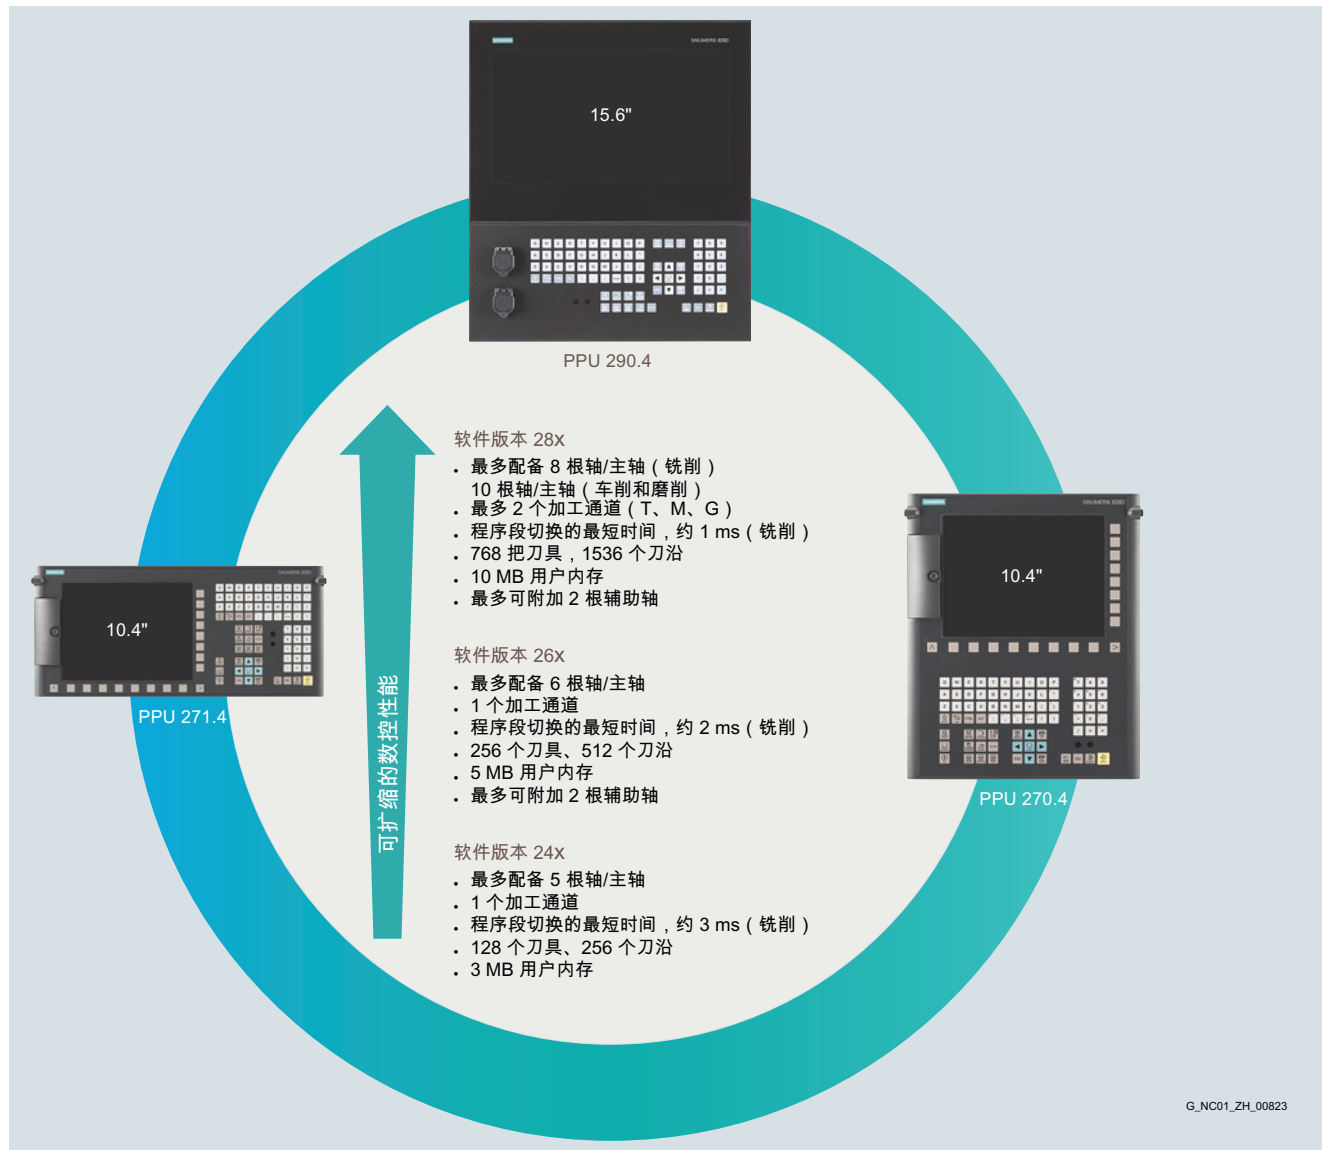 SIEMENS
SINUMERIK 828D
15.6"
PPU 290.4
软件版本 28x
• 最多配备 8 根轴/主轴（铣削）
10 根轴/主轴（车削和磨削）
• 最多 2 个加工通道（T、M、G）
• 程序段切换的最短时间，约 1 ms（铣削）
• 768 把刀具，1536 个刀沿
• 10 MB 用户内存
• 最多可附加 2 根辅助轴
SIEMENS
SINUMERIK 828D
10.4"
PPU 270.4
SIEMENS
10.4"
PPU 271.4
可扩缩的数控性能
软件版本 26x
• 最多配备 6 根轴/主轴
• 1 个加工通道
• 程序段切换的最短时间，约 2 ms（铣削）
• 256 个刀具、512 个刀沿
• 5 MB 用户内存
• 最多可附加 2 根辅助轴
软件版本 24x
• 最多配备 5 根轴/主轴
• 1 个加工通道
• 程序段切换的最短时间，约 3 ms（铣削）
• 128 个刀具、256 个刀沿
• 3 MB 用户内存
G_NC01_ZH_00823